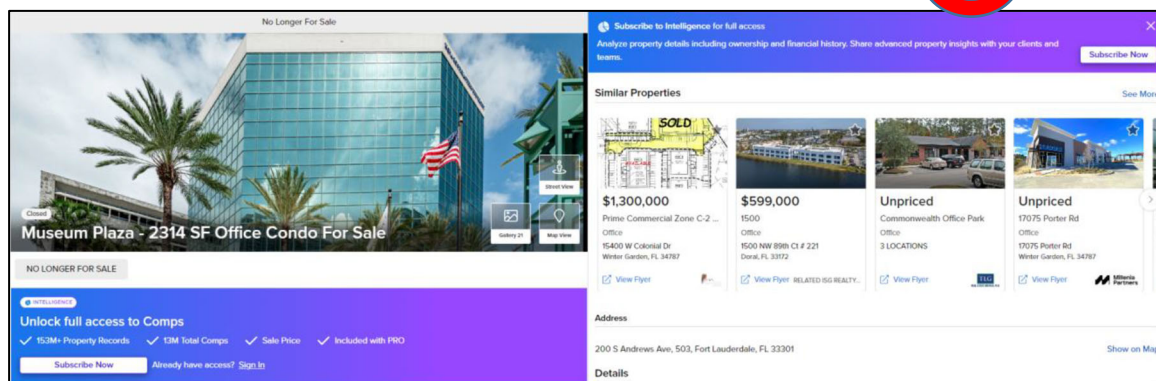 No Longer For Sale
Street View
Gallery 21
Map View
Closed
Museum Plaza - 2314 SF Office Condo For Sale
NO LONGER FOR SALE
INTELLIGENCE
Unlock full access to Comps
153M+ Property Records
13M Total Comps
Sale Price
Included with PRO
Subscribe Now
Already have access? Sign In
Subscribe to Intelligence for full access
Analyze property details including ownership and financial history. Share advanced property insights with your clients and
teams.
Subscribe Now
Similar Properties
See More
SOLD
$1,300,000
Prime Commercial Zone C-2 ...
Office
15400 W Colonial Dr
Winter Garden, FL 34787
View Flyer
$599,000
1500
Office
1500 NW 89th Ct # 221
Doral, FL 33172
View Flyer
RELATED ISG REALTY...
Unpriced
Commonwealth Office Park
Office
3 LOCATIONS
View Flyer
TLG
Unpriced
17075 Porter Rd
Office
17075 Porter Rd
Winter Garden, FL 34787
View Flyer
Millenia
Partners
Address
200 S Andrews Ave, 503, Fort Lauderdale, FL 33301
Show on Map
Details